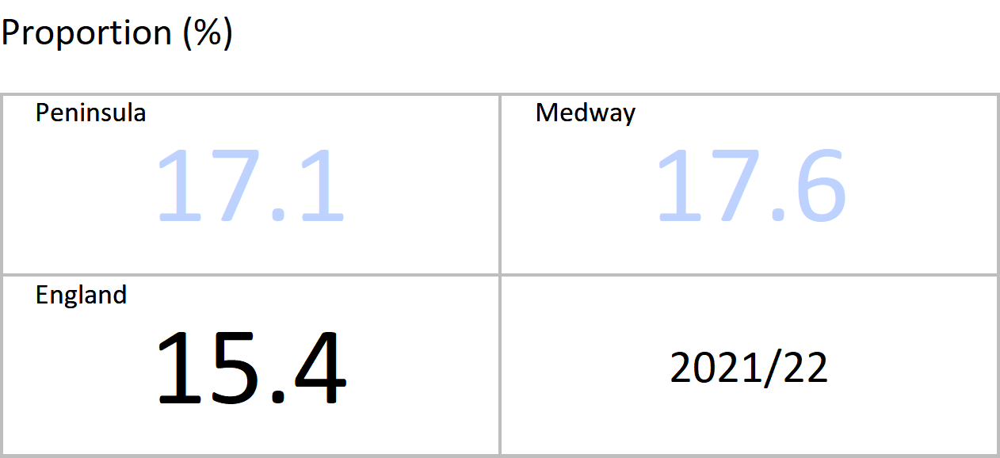 Proportion (%)
Peninsula
Medway
17.1
17.6
England
15.4
2021/22